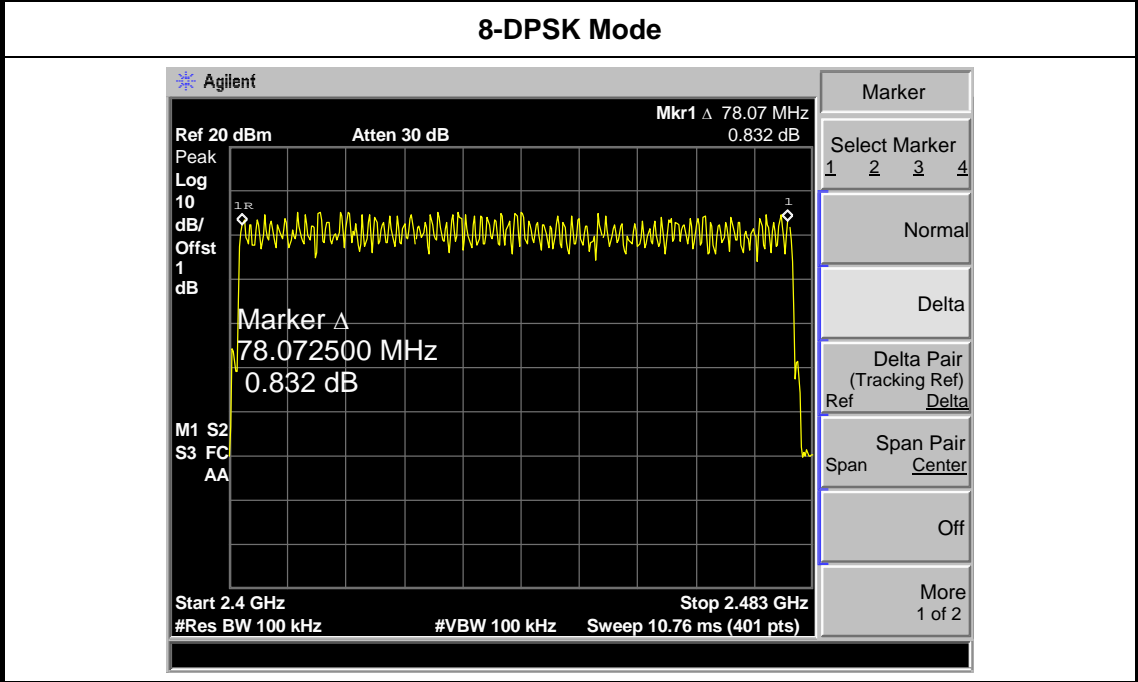 8-DPSK Mode
Agilent
Mkr1 Δ 78.07 MHz
Ref 20 dBm Atten 30 dB 0.832 dB
Peak
Log
10
dB/
Offst
1
dB
1R
1
Marker Δ
78.072500 MHz
0.832 dB
M1 S2
S3 FC
AA
Start 2.4 GHz Stop 2.483 GHz
#Res BW 100 kHz #VBW 100 kHz Sweep 10.76 ms (401 pts)
Marker
Select Marker
1 2 3 4
Normal
Delta
Delta Pair
(Tracking Ref)
Ref Delta
Span Pair
Span Center
Off
More
1 of 2